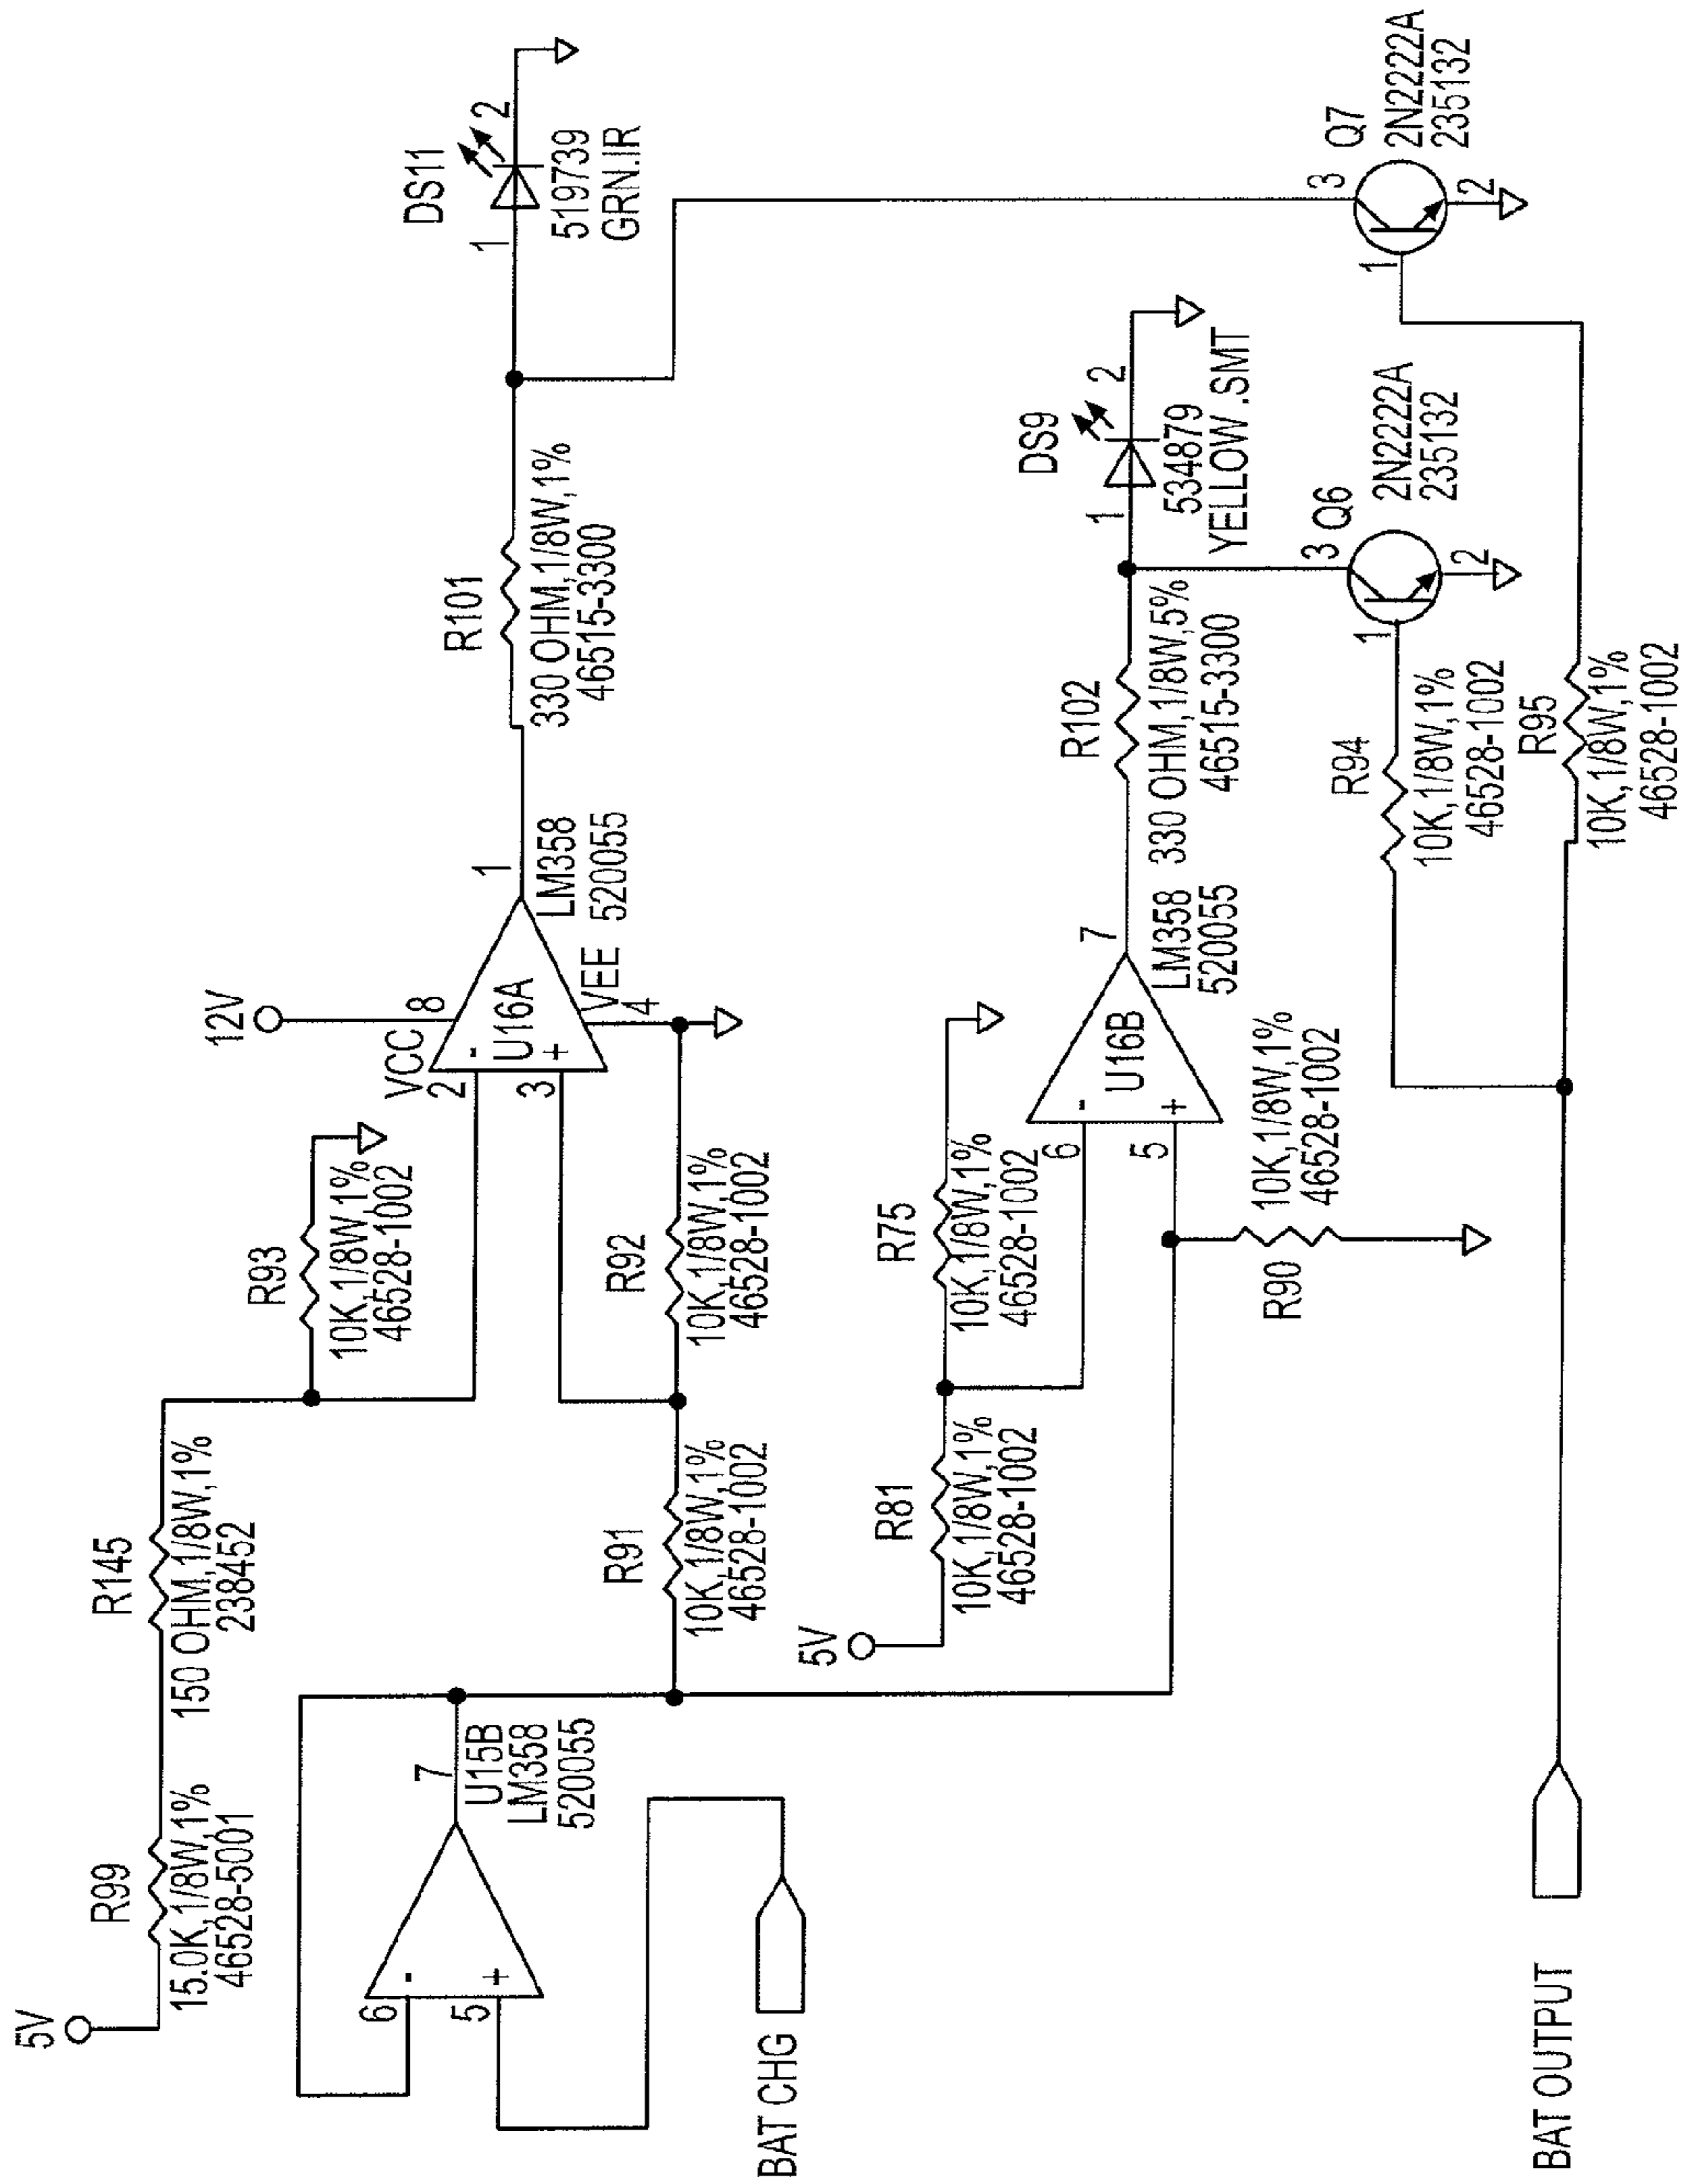 5V
R99
15.0K,1/8W,1%
46528-5001
R145
150 OHM,1/8W,1%
238452
R93
10K,1/8W,1%
46528-1002
12V
VCC
8
2
-
U16A
3
+
VEE
4
1
LM358
520055
R101
330 OHM,1/8W,1%
46515-3300
DS11
1
2
519739
GRN.IR
6
-
5
+
7
U15B
LM358
520055
BAT CHG
R91
10K,1/8W,1%
46528-1002
R92
10K,1/8W,1%
46528-1002
5V
R81
10K,1/8W,1%
46528-1002
R75
10K,1/8W,1%
46528-1002
6
-
U16B
5
+
7
LM358
520055
R90
10K,1/8W,1%
46528-1002
R102
330 OHM,1/8W,5%
46515-3300
DS9
1
2
534879
YELLOW .SMT
3
Q6
1
2
2N2222A
235132
R94
10K,1/8W,1%
46528-1002
R95
10K,1/8W,1%
46528-1002
3
Q7
1
2
2N2222A
235132
BAT OUTPUT